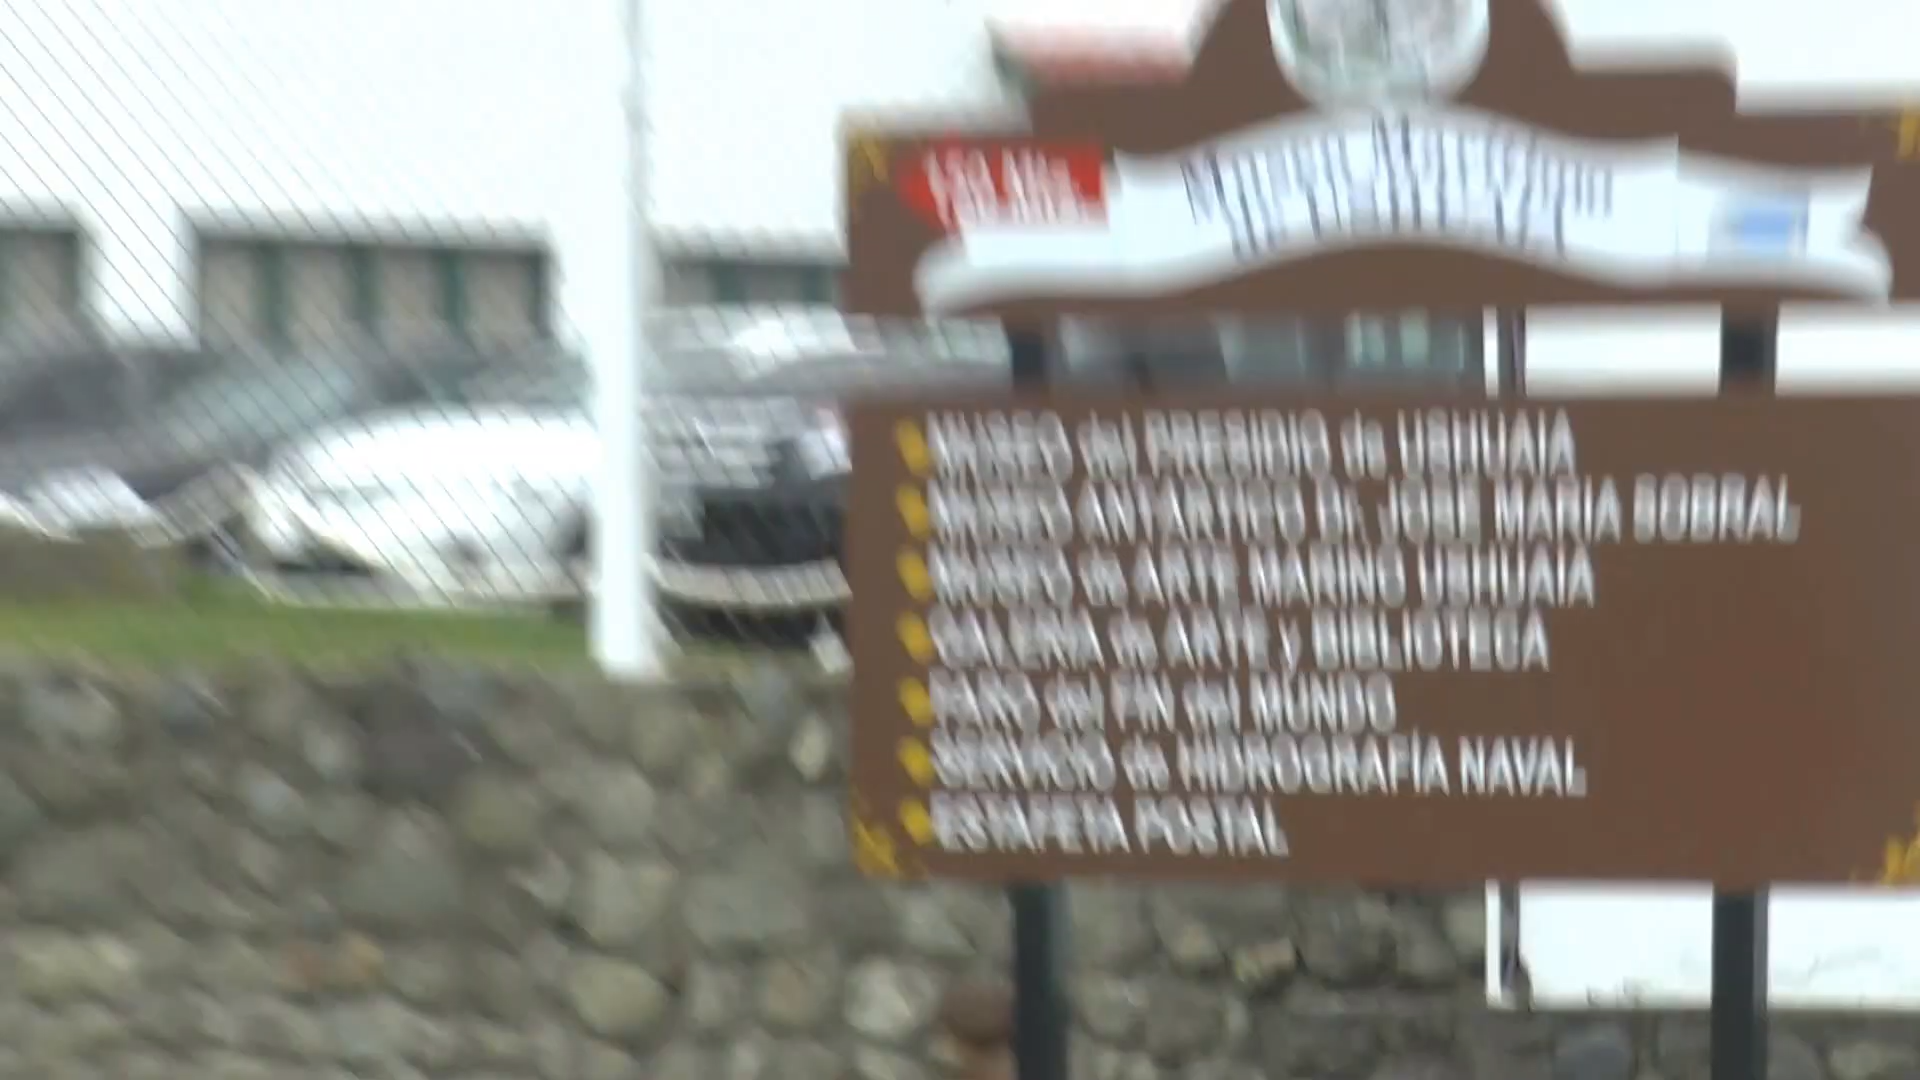 MUSEO del PRESIDIO de USHUAIA
MUSEO ANTARTICO Dr. JOSE MARIA SOBRAL
MUSEO de ARTE MARINO USHUAIA
GALERIA de ARTE y BIBLIOTECA
FARO del FIN del MUNDO
SERVICIO de HIDROGRAFÍA NAVAL
ESTAFETA POSTAL